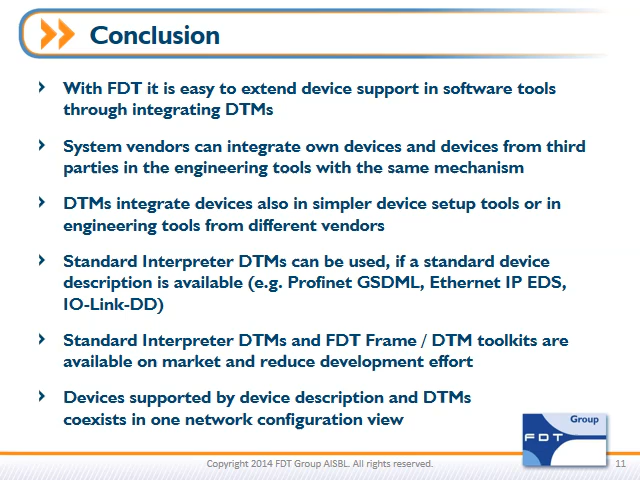 Conclusion
With FDT it is easy to extend device support in software tools
through integrating DTMs
System vendors can integrate own devices and devices from third
parties in the engineering tools with the same mechanism
DTMs integrate devices also in simpler device setup tools or in
engineering tools from different vendors
Standard Interpreter DTMs can be used, if a standard device
description is available (e.g. Profinet GSDML, Ethernet IP EDS,
IO-Link-DD)
Standard Interpreter DTMs and FDT Frame / DTM toolkits are
available on market and reduce development effort
Devices supported by device description and DTMs
coexists in one network configuration view
Group
FDT
Copyright 2014 FDT Group AISBL. All rights reserved.
11